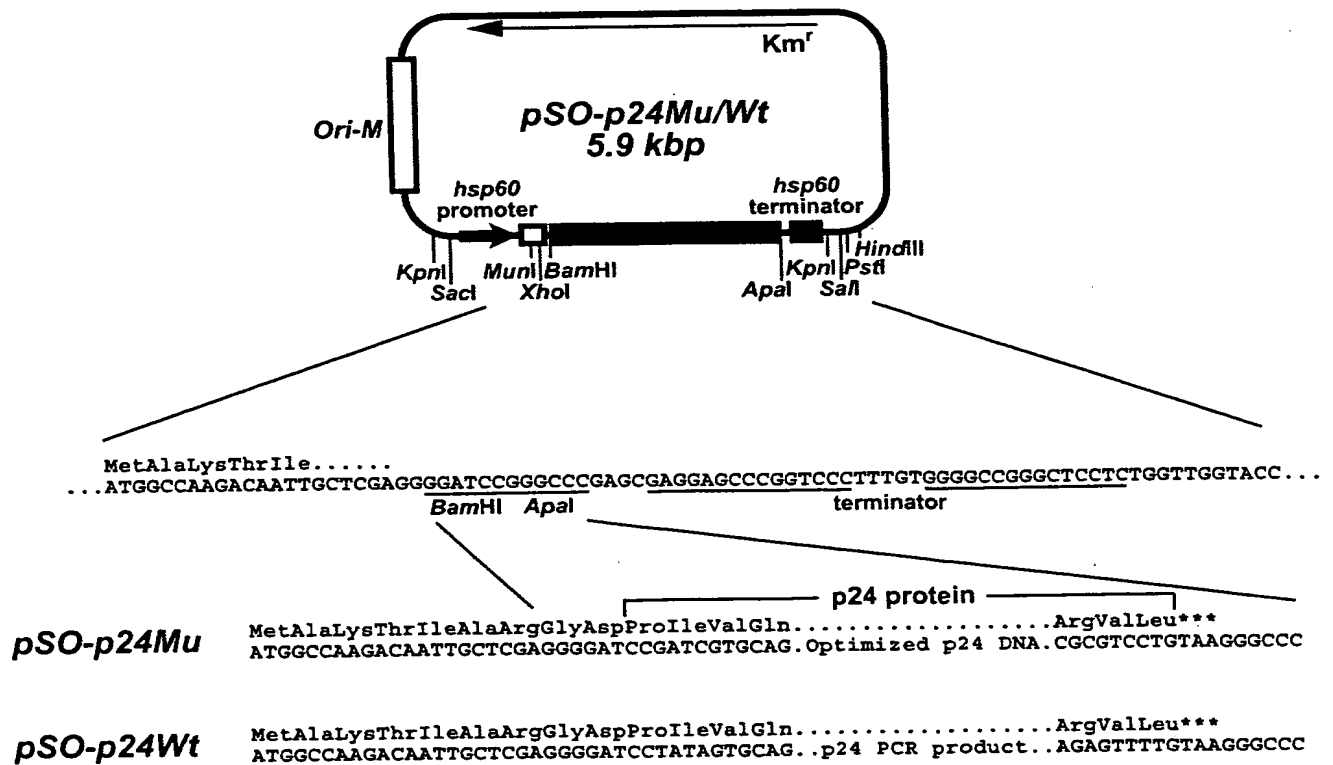 Kmʳ
pSO-p24Mu/Wt
5.9 kbp
Ori-M
hsp60
promoter
hsp60
terminator
KpnI
SacI
MunI
XhoI
BamHI
ApaI
KpnI
SalI
PstI
HindIII
MetAlaLysThrIle......
...ATGGCCAAGACAATTGCTCGAGGGGATCCGGGCCCGAGCGAGGAGCCCGGTCCCTTTGTGGGGCCGGGCTCCTCTGGTTGGTACC...
BamHI ApaI
terminator
p24 protein
pSO-p24Mu
MetAlaLysThrIleAlaArgGlyAspProIleValGln...................ArgValLeu***
ATGGCCAAGACAATTGCTCGAGGGGATCCGATCGTGCAG.Optimized p24 DNA.CGCGTCCTGTAAGGGCCC
pSO-p24Wt
MetAlaLysThrIleAlaArgGlyAspProIleValGln...................ArgValLeu***
ATGGCCAAGACAATTGCTCGAGGGGATCCTATAGTGCAG..p24 PCR product..AGAGTTTTGTAAGGGCCC